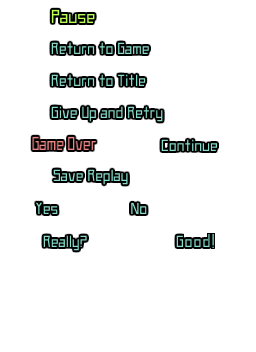 Pause
Return to Game
Return to Title
Give Up and Retry
Game Over Continue
Save Replay
Yes No
Really? Good!